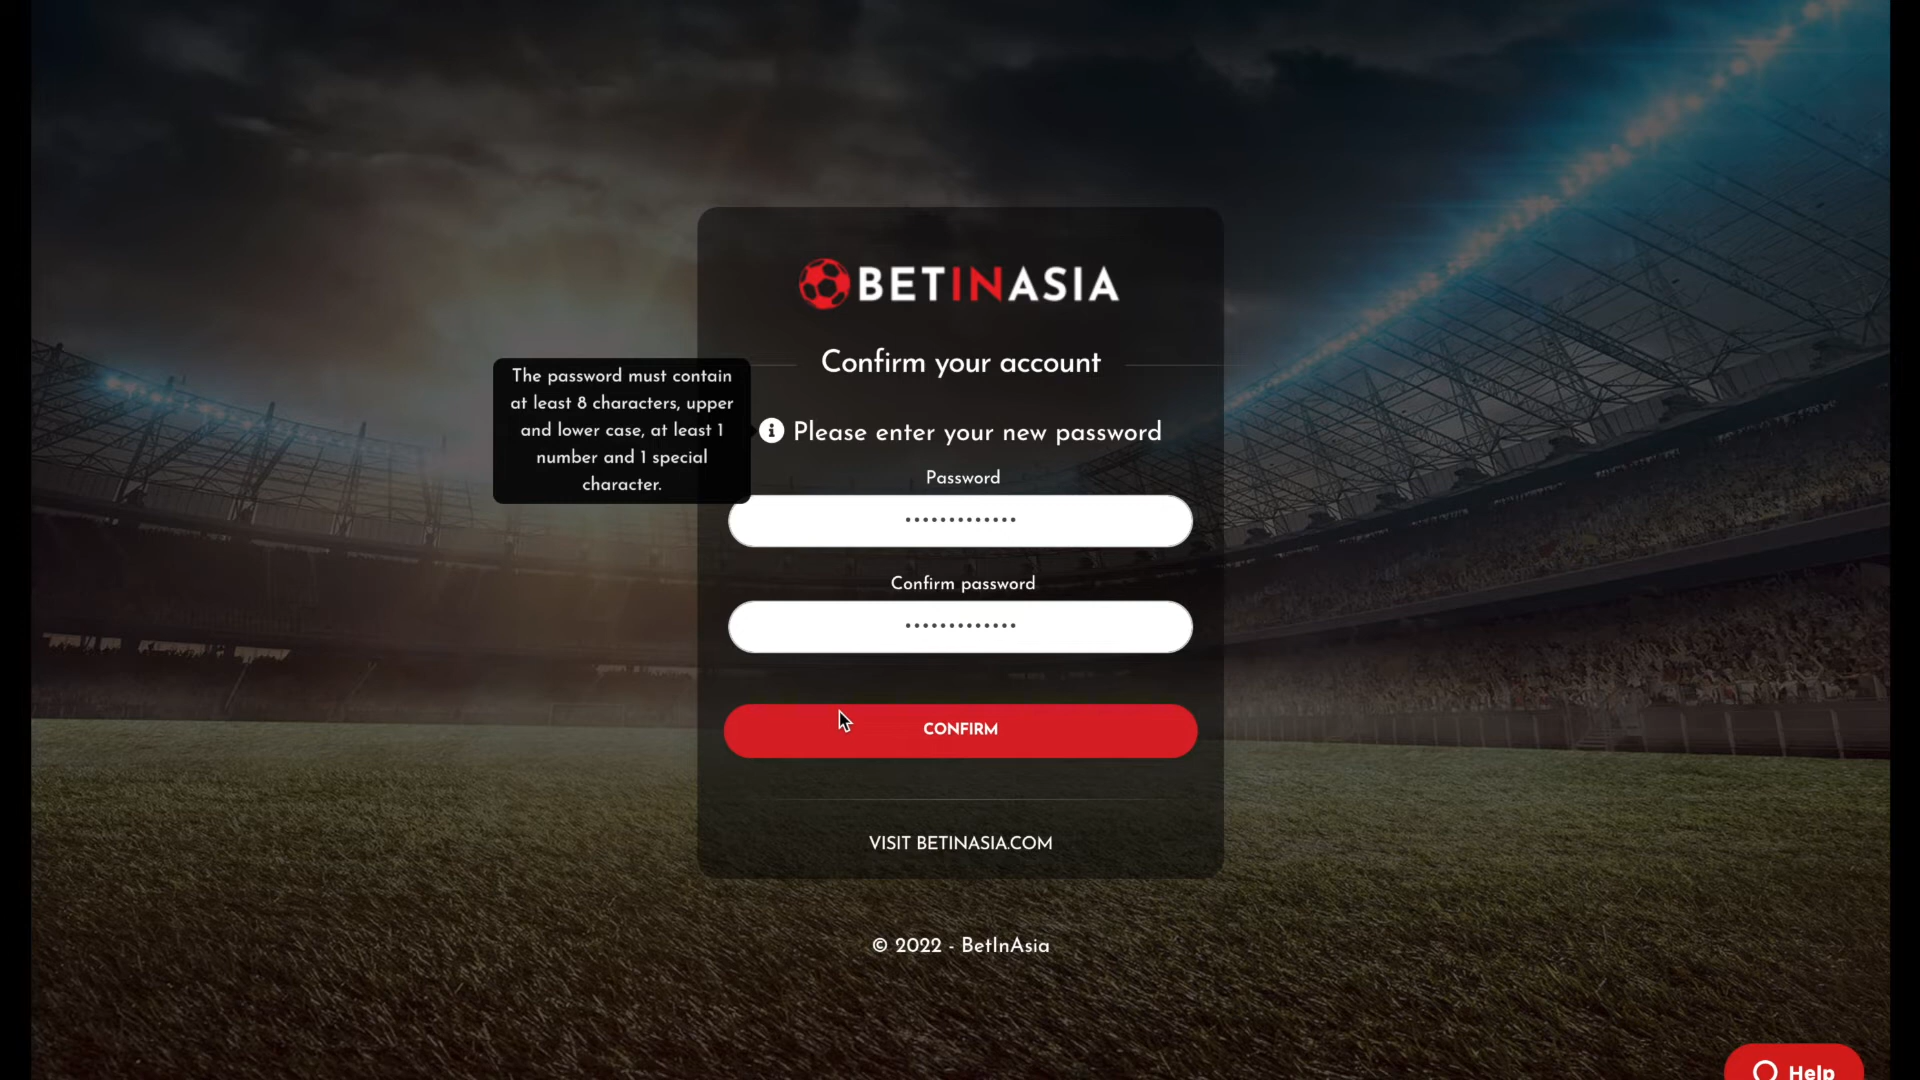 BETINASIA
Confirm your account
The password must contain
at least 8 characters, upper
and lower case, at least 1
number and 1 special
character.
Please enter your new password
Password
•••••••••••••
Confirm password
•••••••••••••
CONFIRM
VISIT BETINASIA.COM
© 2022 - BetInAsia
Help